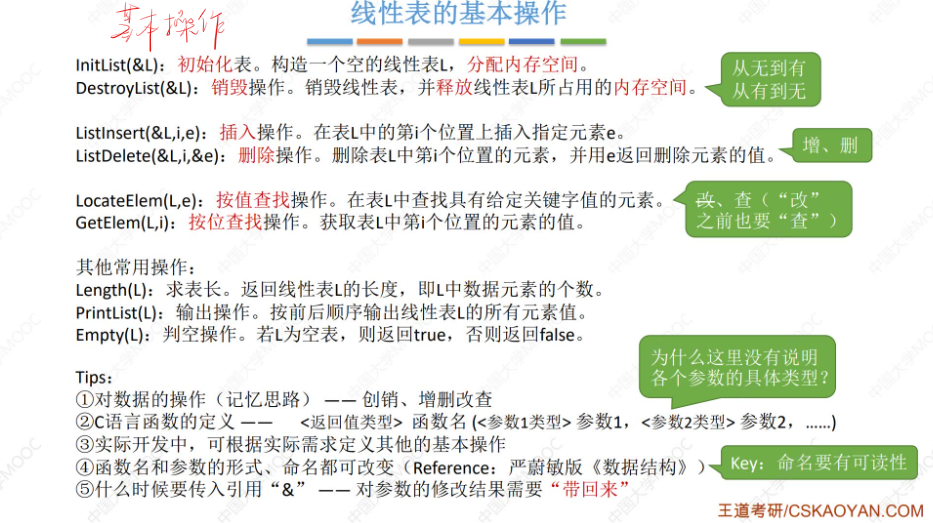 线性表的基本操作
基本操作
InitList(&L)：初始化表。构造一个空的线性表L，分配内存空间。
DestroyList(&L)：销毁操作。销毁线性表，并释放线性表L所占用的内存空间。
从无到有
从有到无
ListInsert(&L,i,e)：插入操作。在表L中的第i个位置上插入指定元素e。
ListDelete(&L,i,&e)：删除操作。删除表L中第i个位置的元素，并用e返回删除元素的值。
增、删
LocateElem(L,e)：按值查找操作。在表L中查找具有给定关键字值的元素。
GetElem(L,i)：按位查找操作。获取表L中第i个位置的元素的值。
改、查（“改”
之前也要“查”）
其他常用操作：
Length(L)：求表长。返回线性表L的长度，即L中数据元素的个数。
PrintList(L)：输出操作。按前后顺序输出线性表L的所有元素值。
Empty(L)：判空操作。若L为空表，则返回true，否则返回false。
为什么这里没有说明
各个参数的具体类型？
Tips：
①对数据的操作（记忆思路） —— 创销、增删改查
②C语言函数的定义 —— <返回值类型> 函数名 (<参数1类型> 参数1，<参数2类型> 参数2，……)
③实际开发中，可根据实际需求定义其他的基本操作
④函数名和参数的形式、命名都可改变（Reference：严蔚敏版《数据结构》）
Key：命名要有可读性
⑤什么时候要传入引用“&” —— 对参数的修改结果需要“带回来”
王道考研/CSKAOYAN.COM
中国大学MOOC